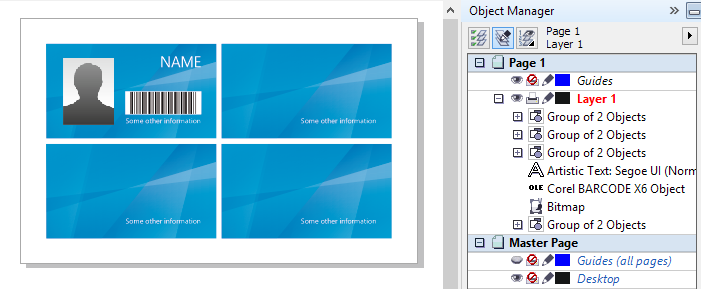 NAME
Some other information
Some other information
Some other information
Some other information
Object Manager
Page 1
Layer 1
Page 1
Guides
Layer 1
Group of 2 Objects
Group of 2 Objects
Group of 2 Objects
Artistic Text: Segoe UI (Norm
OLE Corel BARCODE X6 Object
Bitmap
Group of 2 Objects
Master Page
Guides (all pages)
Desktop